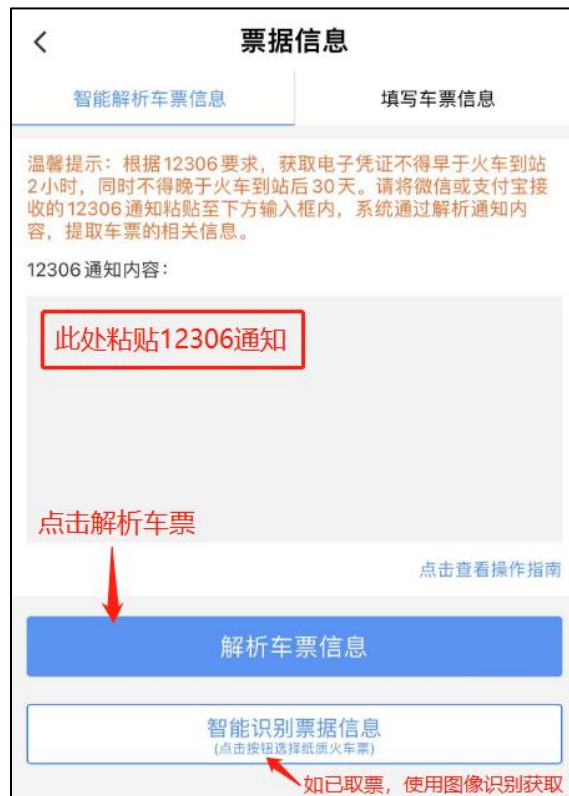 票据信息
智能解析车票信息
填写车票信息
温馨提示：根据12306要求，获取电子凭证不得早于火车到站
2小时，同时不得晚于火车到站后30天。请将微信或支付宝接
收的12306通知粘贴至下方输入框内，系统通过解析通知内
容，提取车票的相关信息。
12306通知内容：
此处粘贴12306通知
点击解析车票
点击查看操作指南
解析车票信息
智能识别票据信息
(点击按钮选择纸质火车票)
如已取票，使用图像识别获取